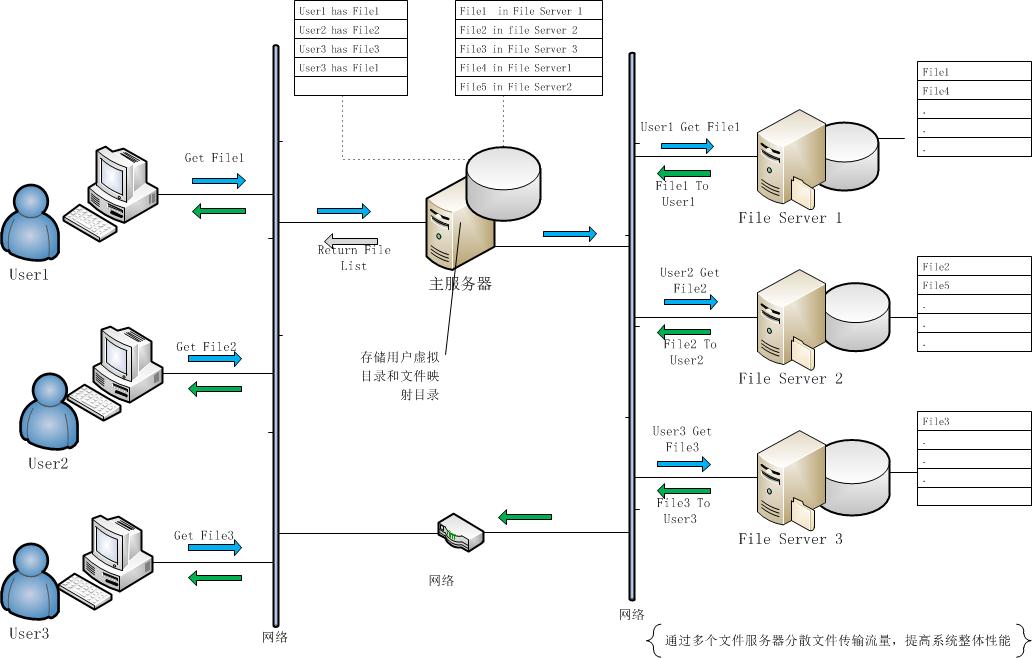 User1 has File1
User2 has File2
User3 has File3
User3 has File1
File1 in File Server 1
File2 in file Server 2
File3 in File Server 3
File4 in File Server1
File5 in File Server2
Get File1
User1
Return File
List
主服务器
存储用户虚拟
目录和文件映
射目录
Get File2
User2
Get File3
User3
网络
网络
网络
User1 Get File1
File1 To
User1
File Server 1
File1
File4
.
.
.
User2 Get
File2
File2 To
User2
File Server 2
File2
File5
.
.
.
User3 Get
File3
File3 To
User3
File Server 3
File3
.
.
.
通过多个文件服务器分散文件传输流量，提高系统整体性能